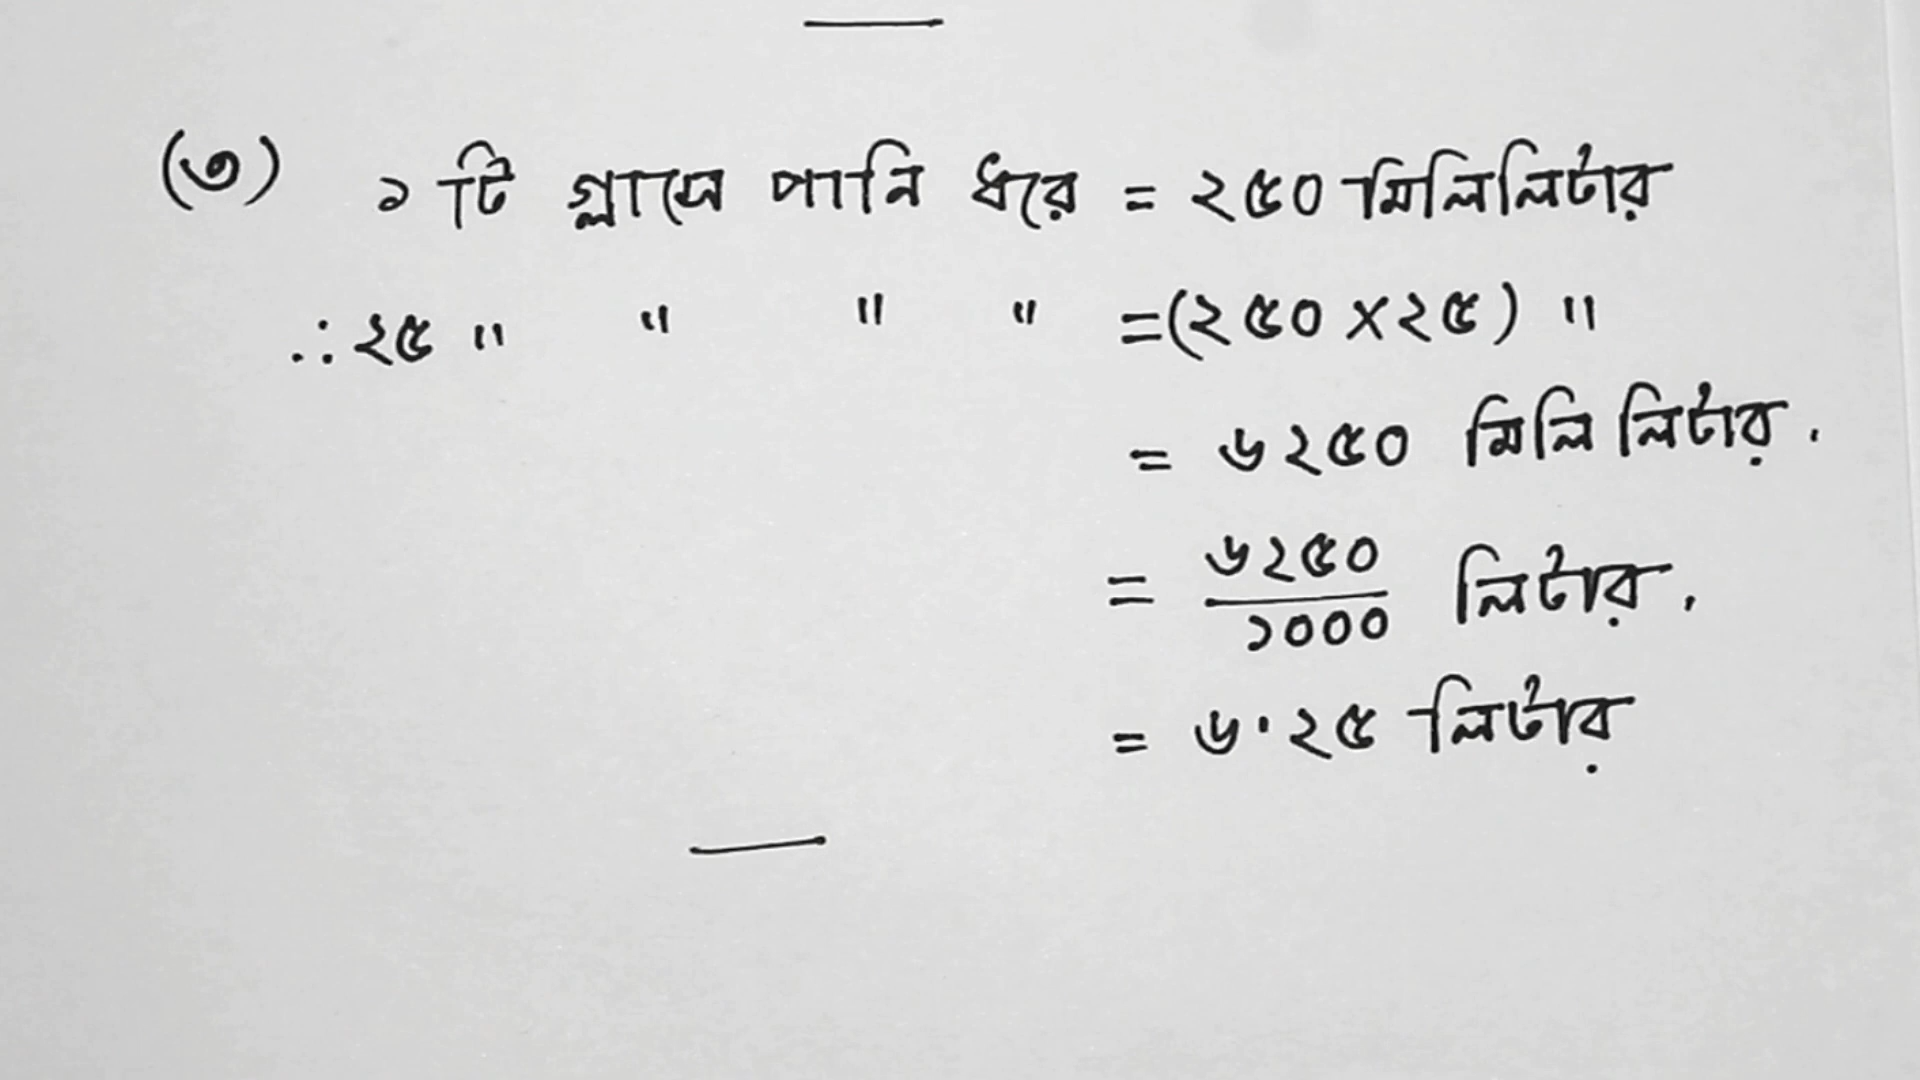 (৩) ১ টি গ্লাসে পানি ধরে = ২৫০ মিলিলিটার
∴ ২৫ " " " " = (২৫০ × ২৫) "
= ৬২৫০ মিলি লিটার.
= ৬২৫০/১০০০ লিটার.
= ৬.২৫ লিটার